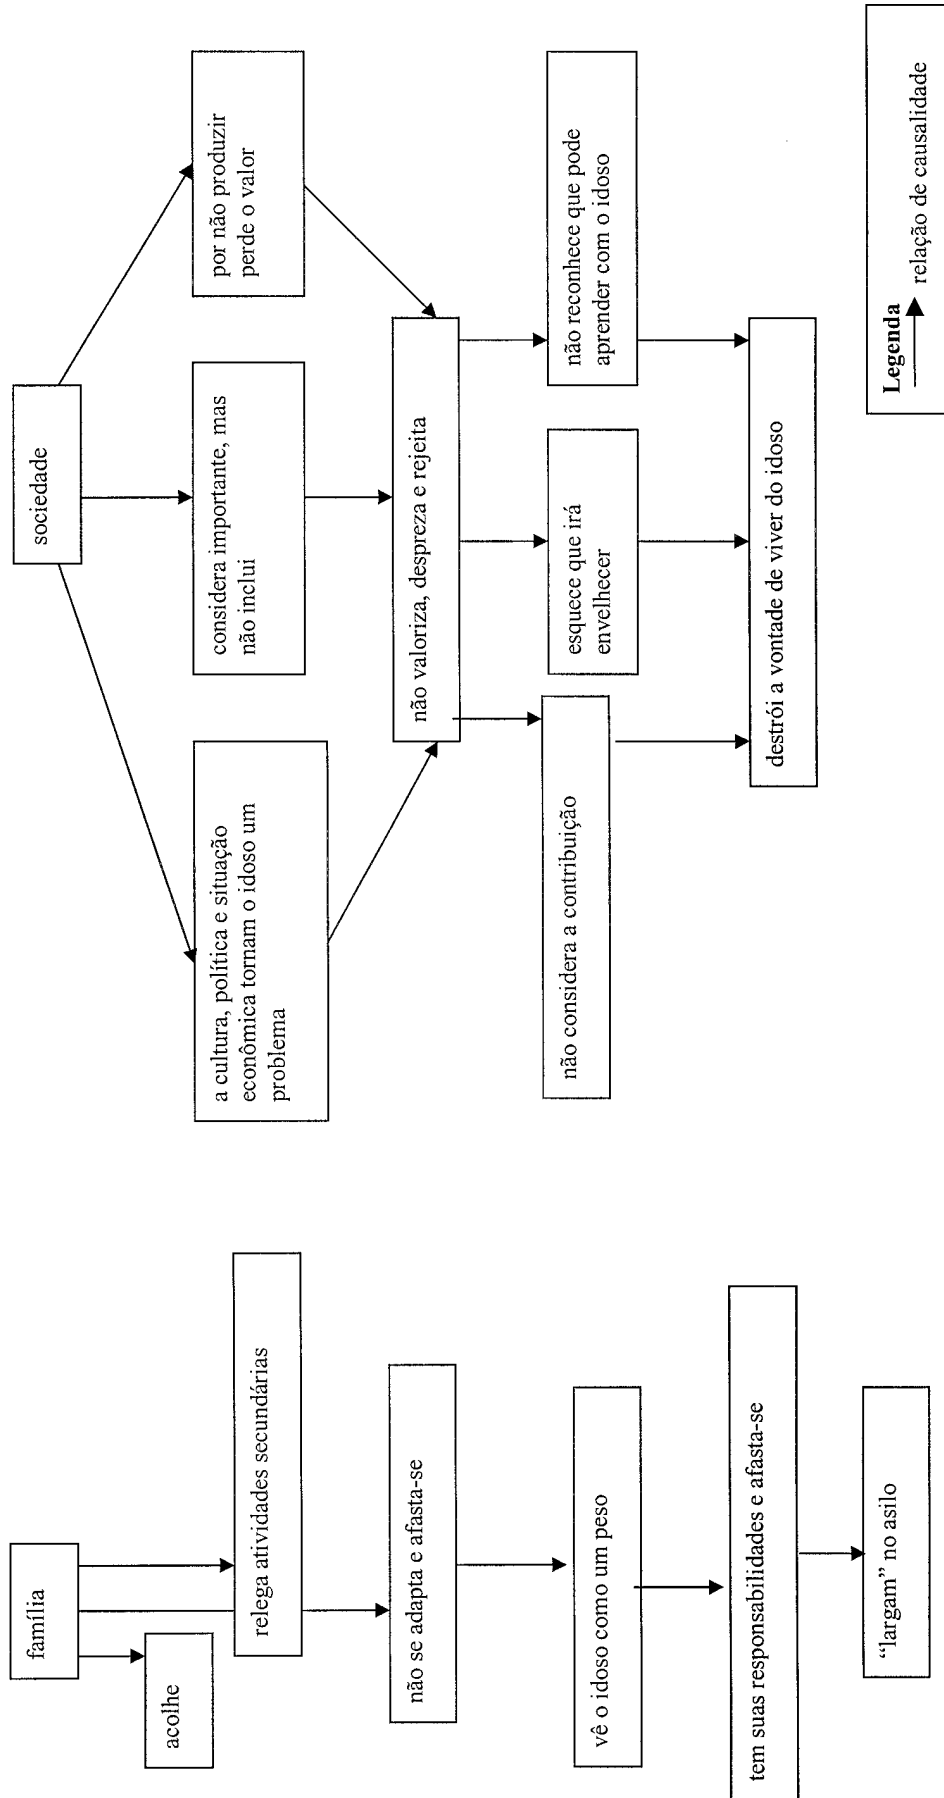 família
acolhe
relega atividades secundárias
não se adapta e afasta-se
vê o idoso como um peso
tem suas responsabilidades e afasta-se
“largam” no asilo
sociedade
a cultura, política e situação
econômica tornam o idoso um
problema
considera importante, mas
não inclui
por não produzir
perde o valor
não valoriza, despreza e rejeita
não considera a contribuição
esquece que irá
envelhecer
não reconhece que pode
aprender com o idoso
destrói a vontade de viver do idoso
Legenda
relação de causalidade